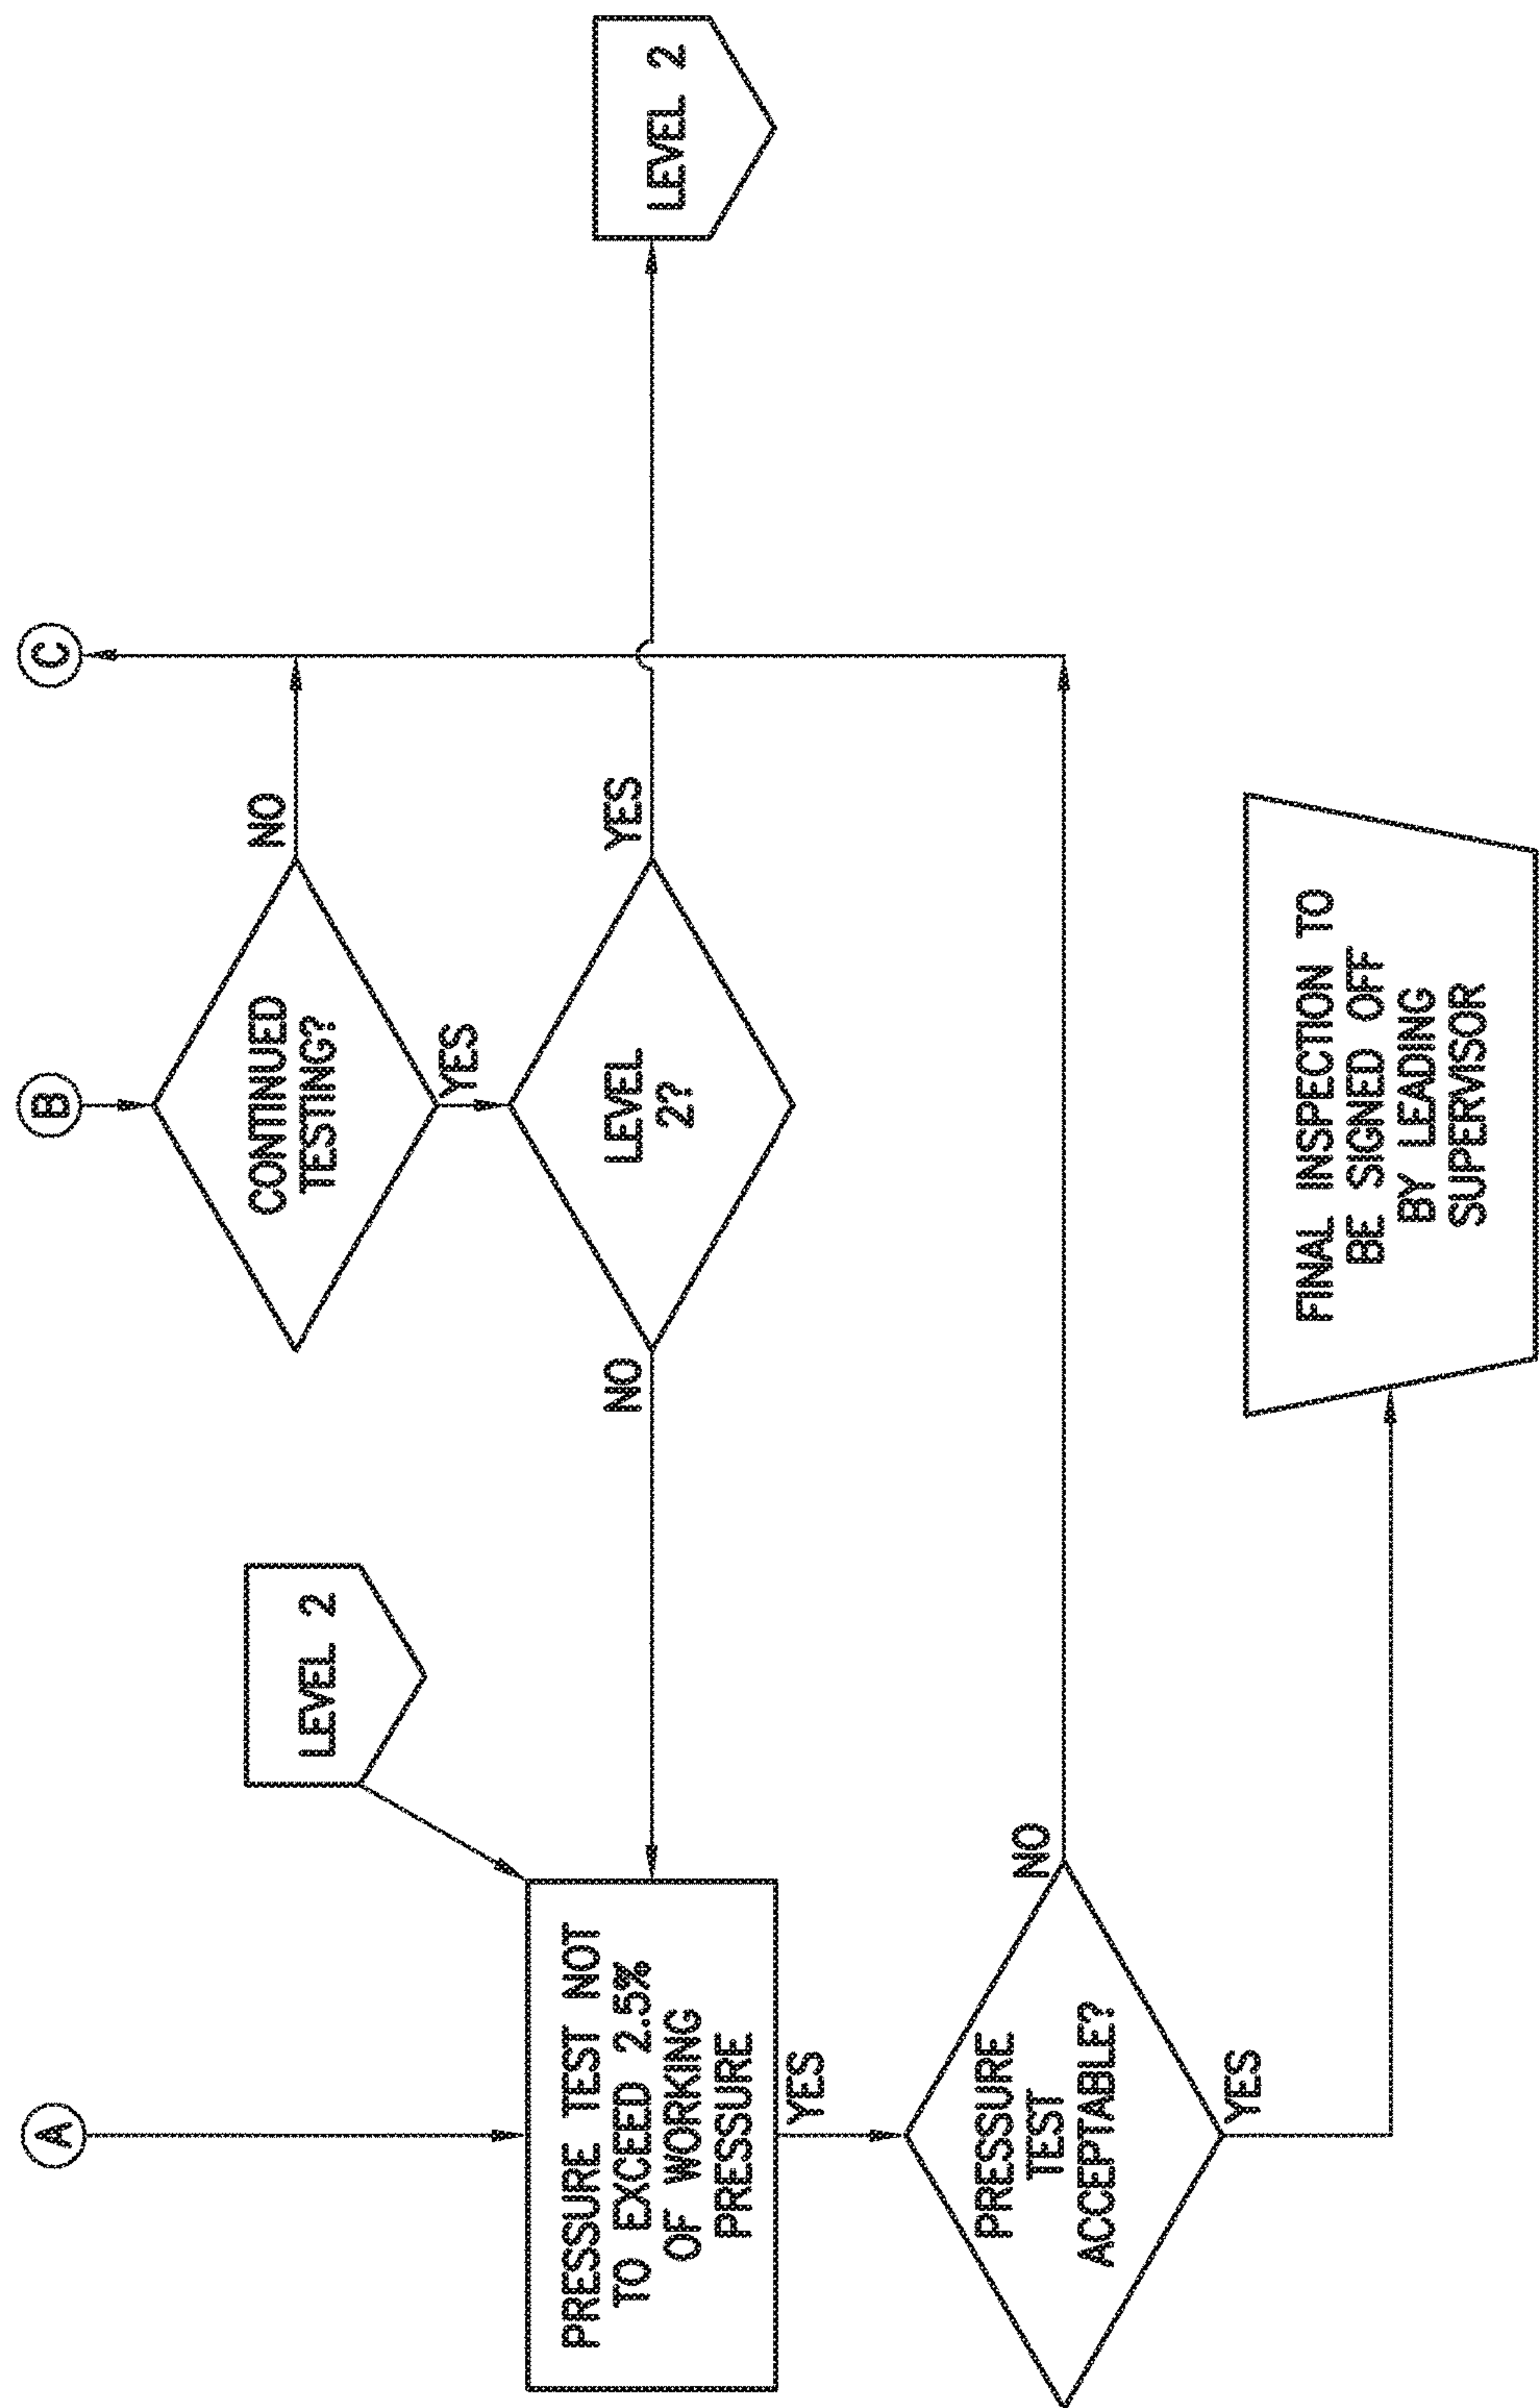 A
B
C
LEVEL 2
CONTINUED
TESTING?
NO
YES
PRESSURE TEST NOT
TO EXCEED 2.5%
OF WORKING
PRESSURE
NO
LEVEL
2?
YES
LEVEL 2
YES
PRESSURE
TEST
ACCEPTABLE?
NO
YES
FINAL INSPECTION TO
BE SIGNED OFF
BY LEADING
SUPERVISOR